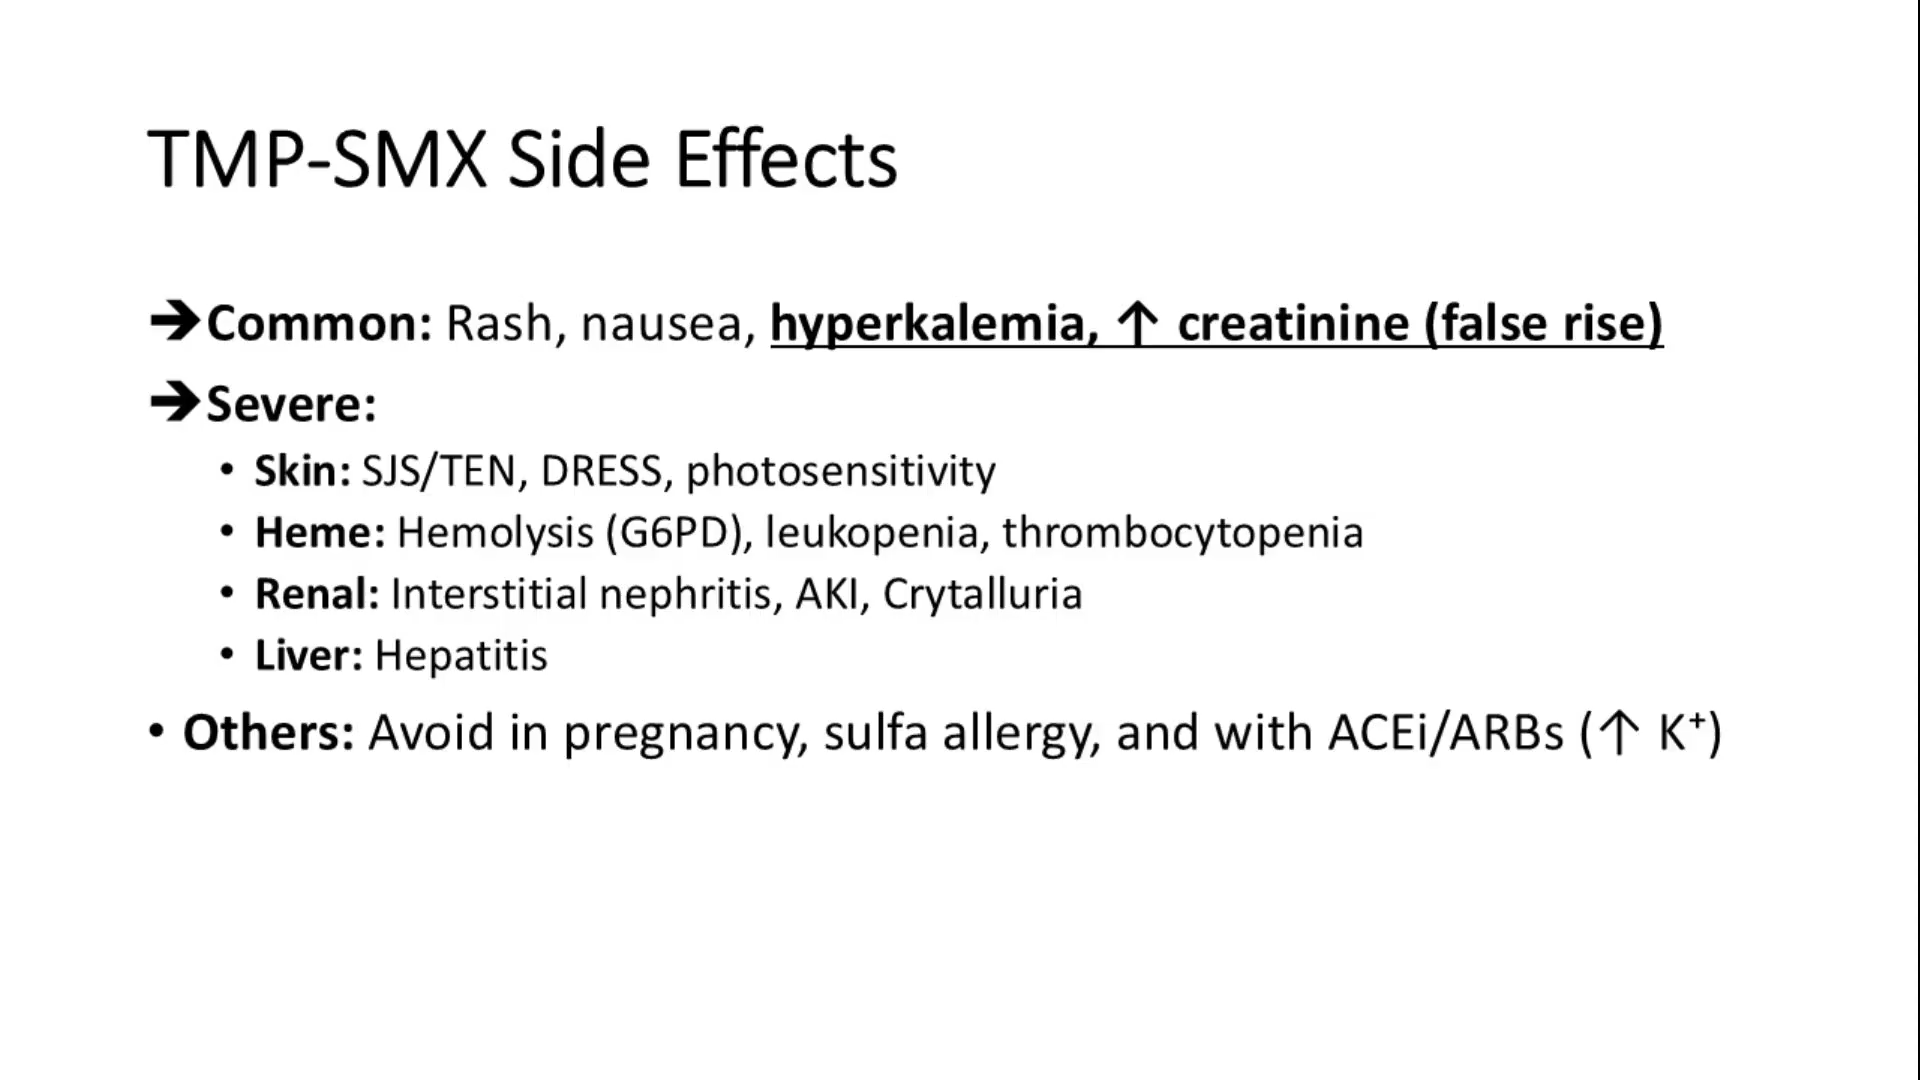 TMP-SMX Side Effects
➔Common: Rash, nausea, hyperkalemia, ↑ creatinine (false rise)
➔Severe:
• Skin: SJS/TEN, DRESS, photosensitivity
• Heme: Hemolysis (G6PD), leukopenia, thrombocytopenia
• Renal: Interstitial nephritis, AKI, Crytalluria
• Liver: Hepatitis
• Others: Avoid in pregnancy, sulfa allergy, and with ACEi/ARBs (↑ K⁺)